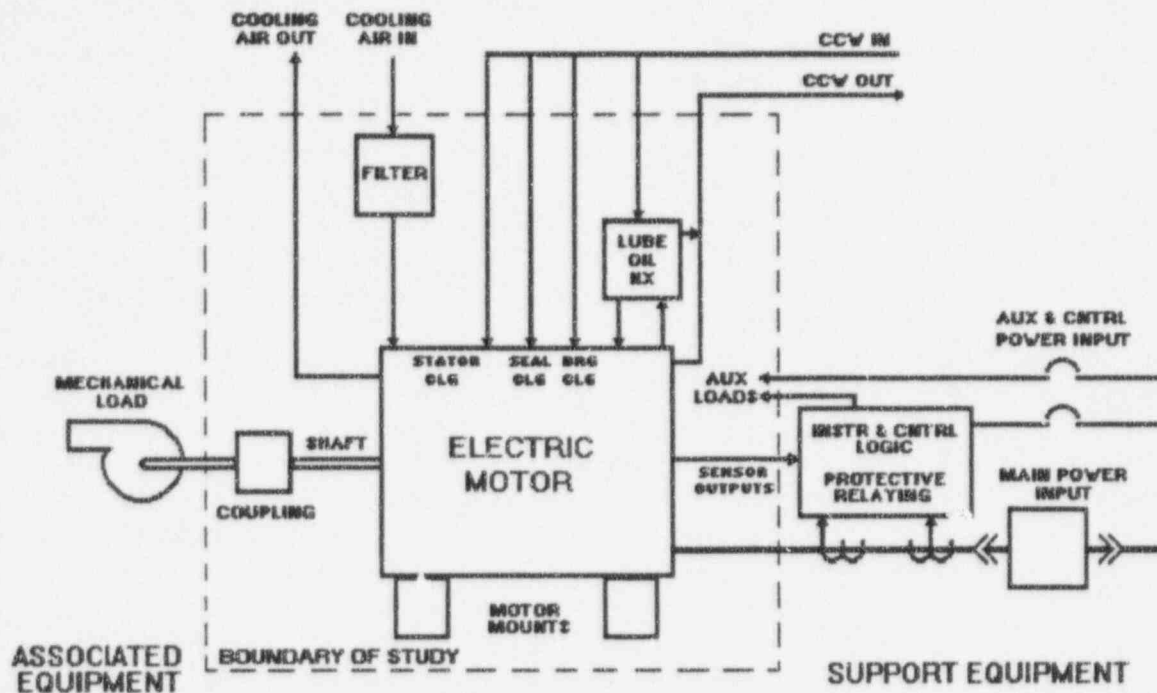 COOLING
AIR OUT
COOLING
AIR IN
CCW IN
CCW OUT
FILTER
LUBE
OIL
HX
AUX & CNTRL
POWER INPUT
STATOR
CLG
SEAL
CLG
BRG
CLG
AUX
LOADS
MECHANICAL
LOAD
SHAFT
COUPLING
ELECTRIC
MOTOR
SENSOR
OUTPUTS
INSTR & CNTRL
LOGIC
PROTECTIVE
RELAYING
MAIN POWER
INPUT
MOTOR
MOUNTS
BOUNDARY OF STUDY
ASSOCIATED
EQUIPMENT
SUPPORT EQUIPMENT